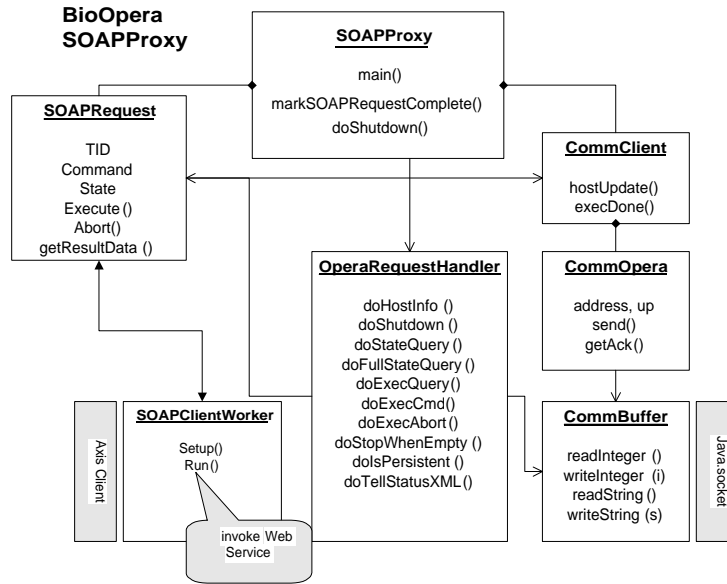 BioOpera
SOAPProxy
SOAPProxy
main()
markSOAPRequestComplete()
doShutdown()
SOAPRequest
TID
Command
State
Execute()
Abort()
getResultData ()
CommClient
hostUpdate()
execDone()
OperaRequestHandler
doHostInfo ()
doShutdown ()
doStateQuery ()
doFullStateQuery ()
doExecQuery()
doExecCmd()
doExecAbort()
doStopWhenEmpty()
doIsPersistent ()
doTellStatusXML()
CommOpera
address, up
send()
getAck()
Axis Client
SOAPClientWorker
Setup()
Run()
invoke Web
Service
CommBuffer
readInteger ()
writeInteger (i)
readString ()
writeString (s)
Java.socket